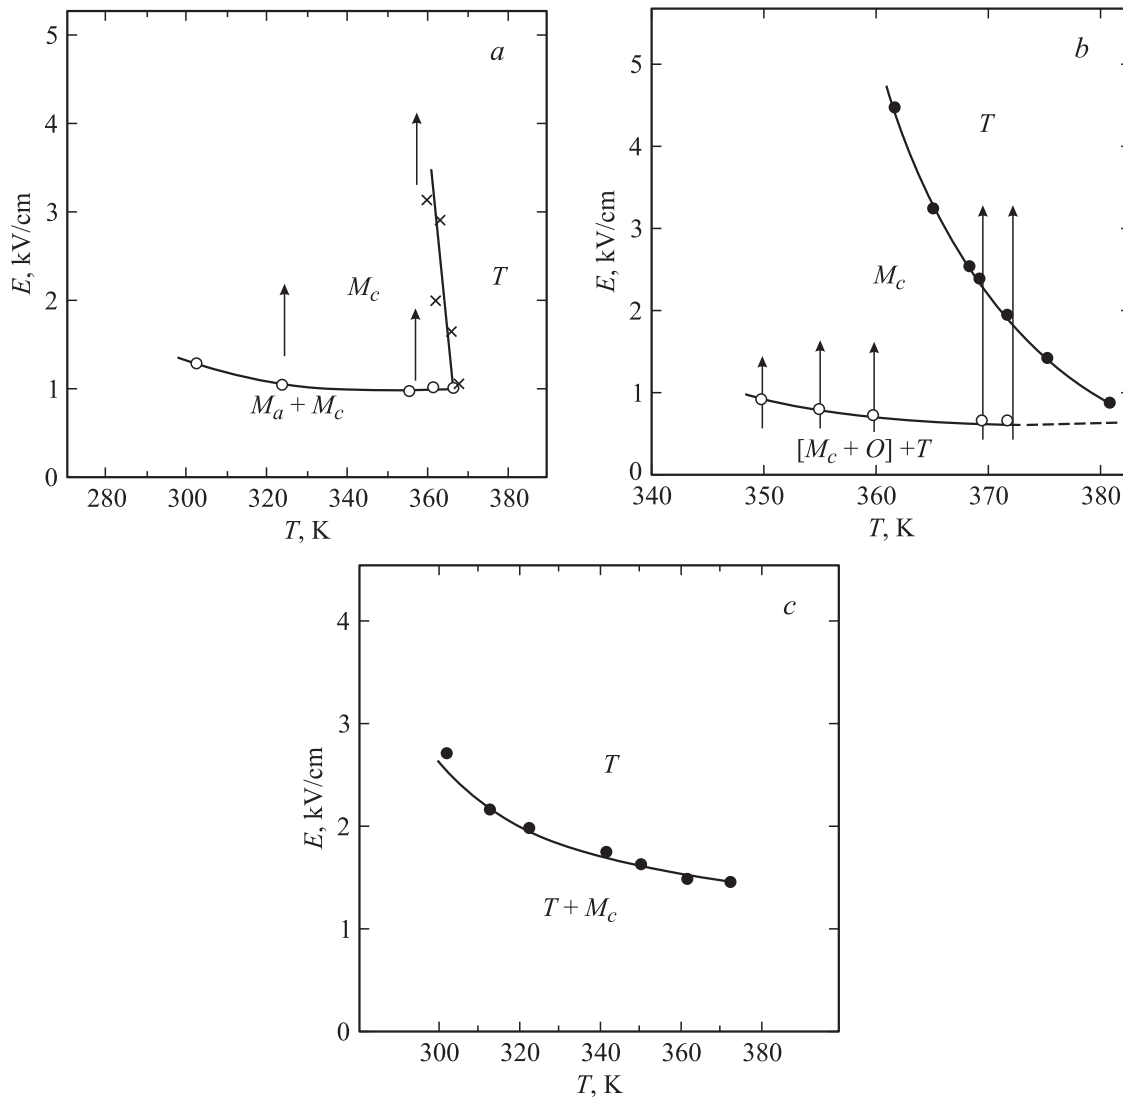 a
5
4
3
2
1
0
E, kV/cm
M_c
T
M_a + M_c
280 300 320 340 360 380
T, K
b
5
4
3
2
1
0
E, kV/cm
T
M_c
[M_c + O] +T
340 350 360 370 380
T, K
c
4
3
2
1
0
E, kV/cm
T
T + M_c
300 320 340 360 380
T, K